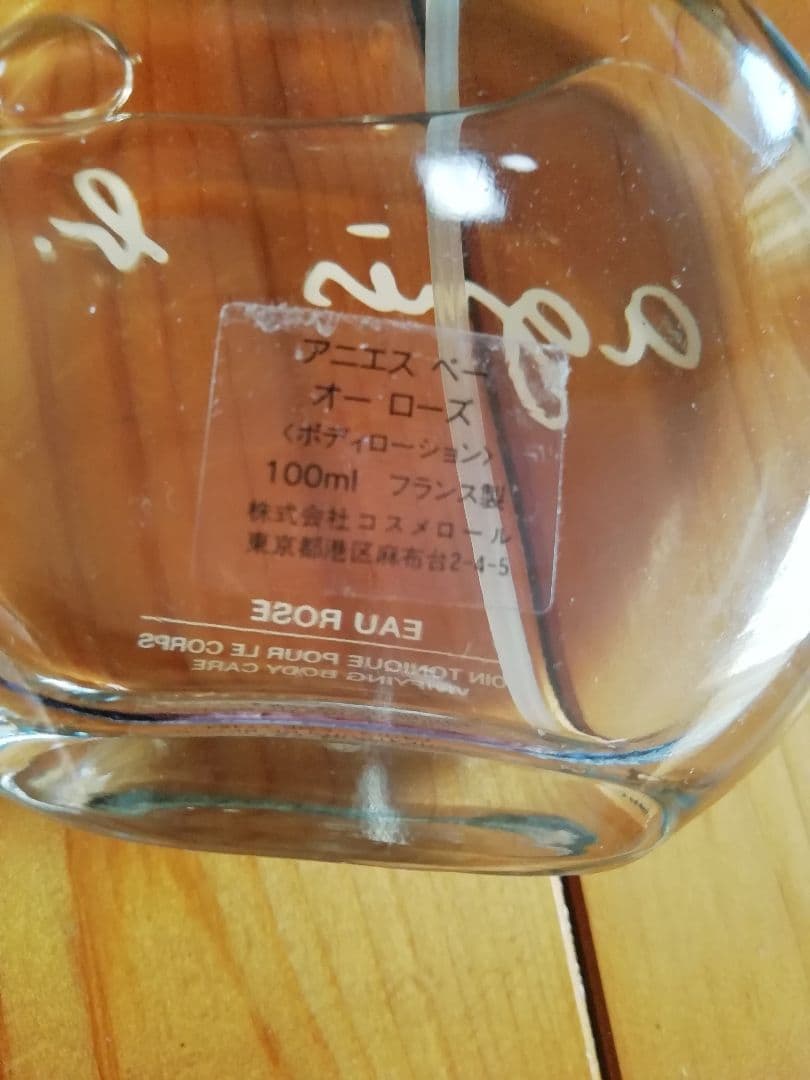 agnès b.
アニエス ベー
オー ローズ
〈ボディローション〉
100ml フランス製
株式会社コスメロール
東京都港区麻布台2-4-5
EAU ROSE
SOIN TONIQUE POUR LE CORPS
VIVIFYING BODY CARE